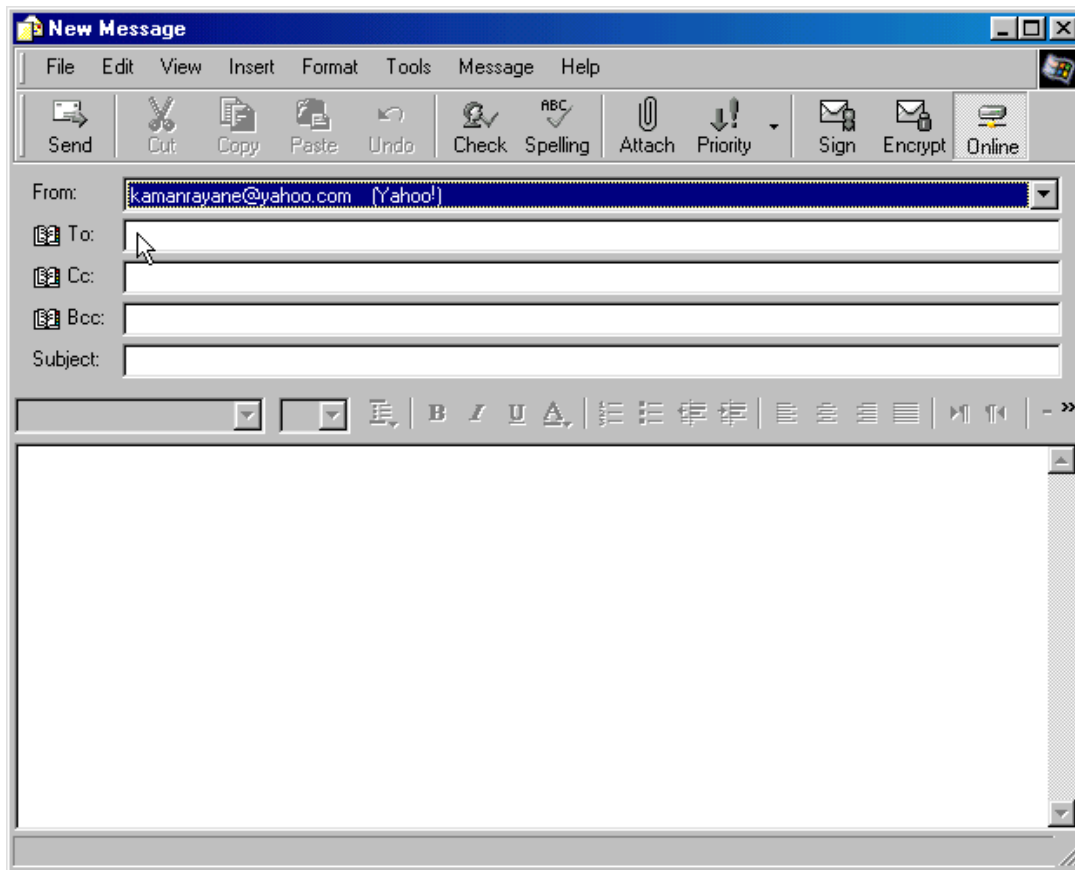 New Message
File Edit View Insert Format Tools Message Help
ABC
Send Cut Copy Paste Undo Check Spelling Attach Priority Sign Encrypt Online
From: kamanrayane@yahoo.com (Yahoo!)
To:
Cc:
Bcc:
Subject:
B I U A